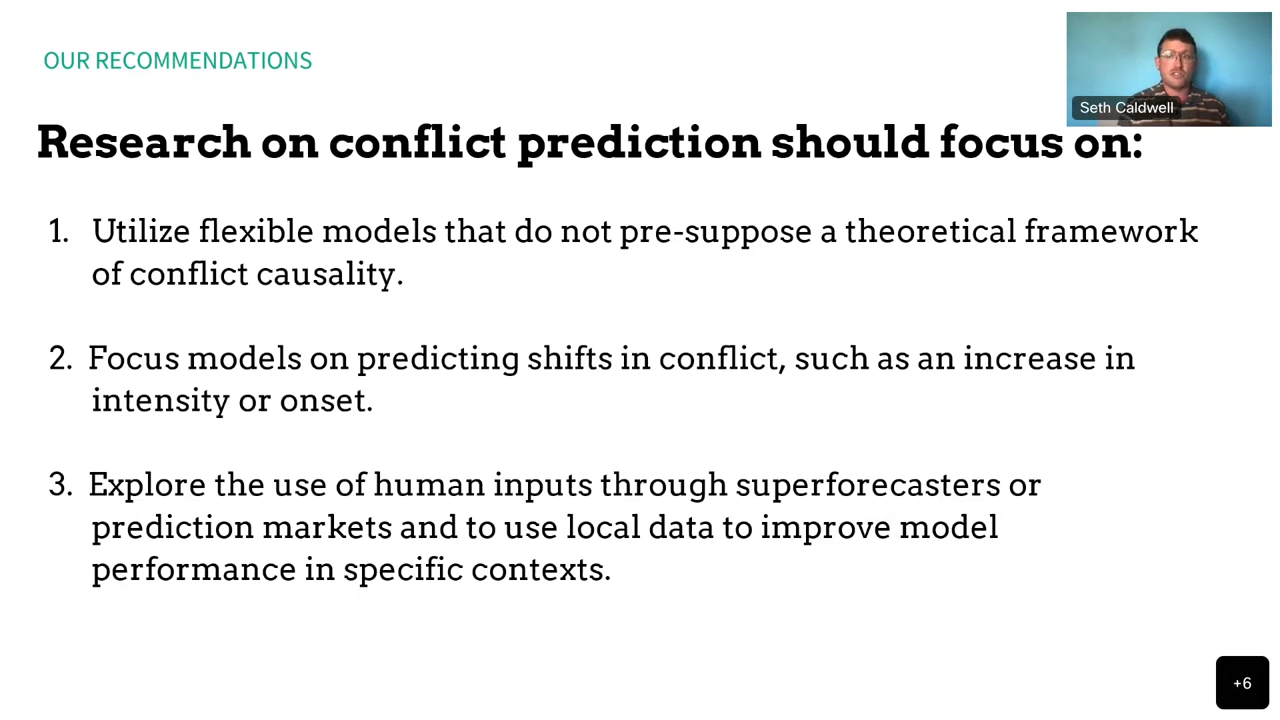 OUR RECOMMENDATIONS
Seth Caldwell
Research on conflict prediction should focus on:
1. Utilize flexible models that do not pre-suppose a theoretical framework
of conflict causality.
2. Focus models on predicting shifts in conflict, such as an increase in
intensity or onset.
3. Explore the use of human inputs through superforecasters or
prediction markets and to use local data to improve model
performance in specific contexts.
+6